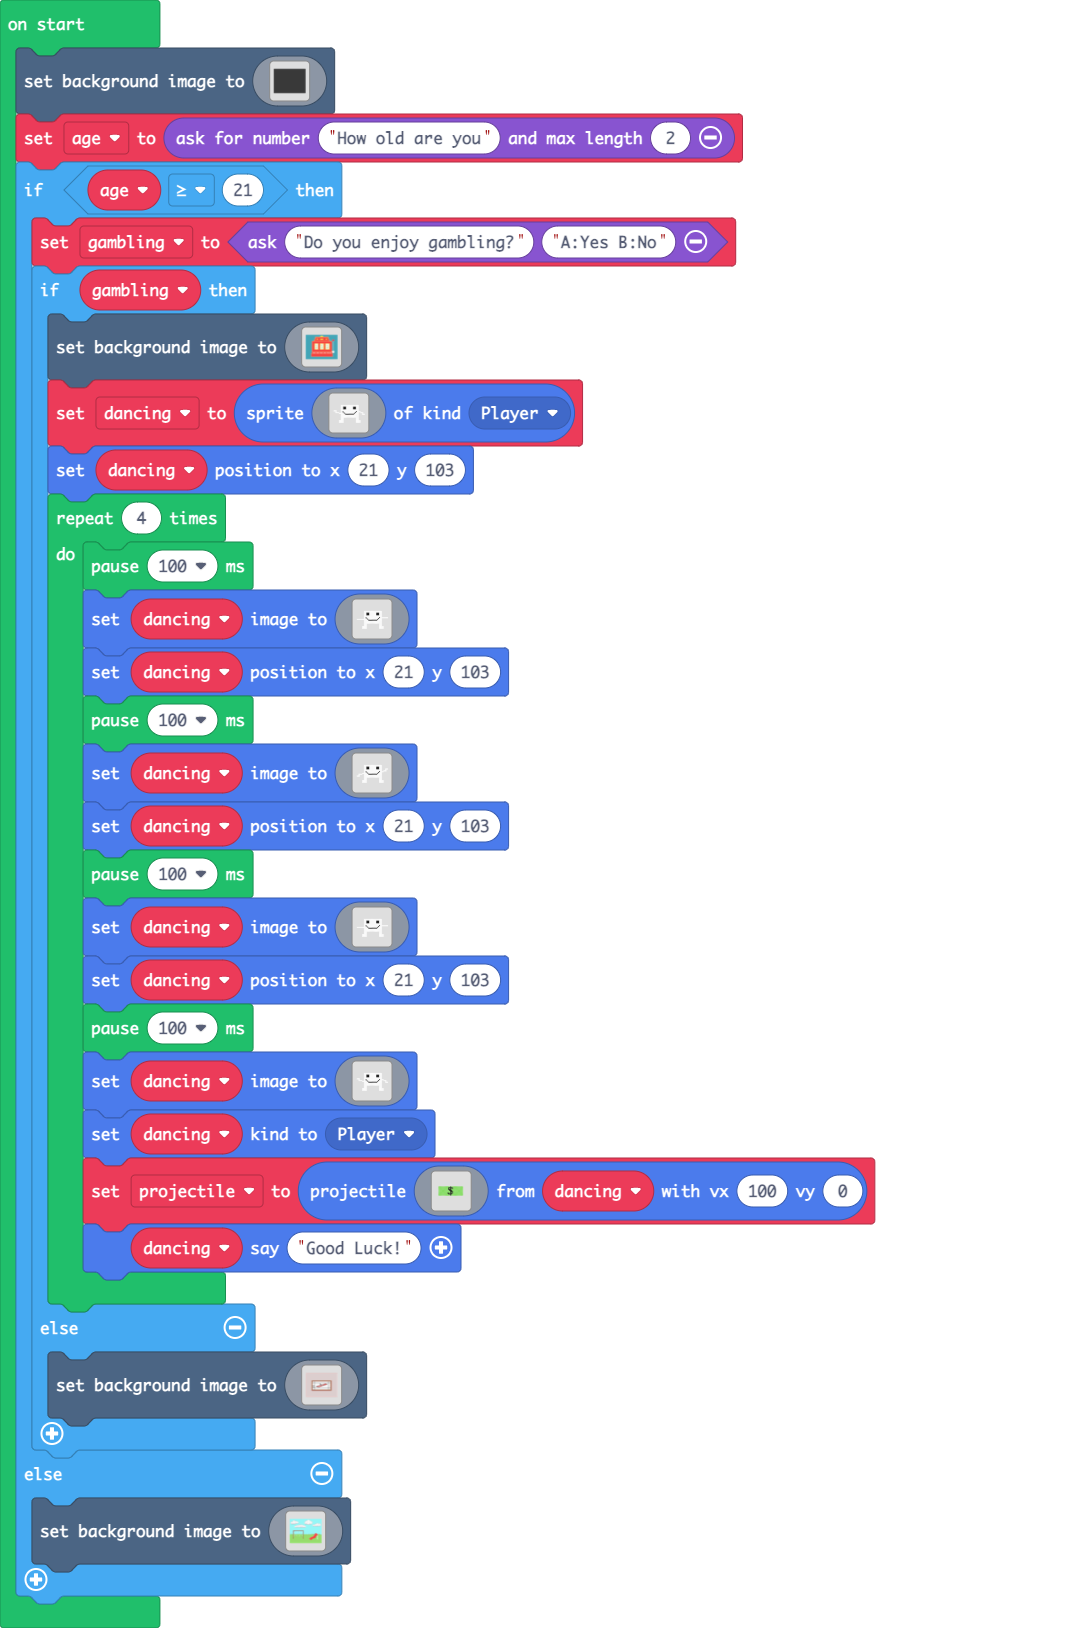 on start
set background image to
set age to ask for number "How old are you" and max length 2
if age ≥ 21 then
set gambling to ask "Do you enjoy gambling?" "A:Yes B:No"
if gambling then
set background image to
set dancing to sprite of kind Player
set dancing position to x 21 y 103
repeat 4 times
do
pause 100 ms
set dancing image to
set dancing position to x 21 y 103
pause 100 ms
set dancing image to
set dancing position to x 21 y 103
pause 100 ms
set dancing image to
set dancing position to x 21 y 103
pause 100 ms
set dancing image to
set dancing kind to Player
set projectile to projectile $ from dancing with vx 100 vy 0
dancing say "Good Luck!"
else
set background image to
else
set background image to